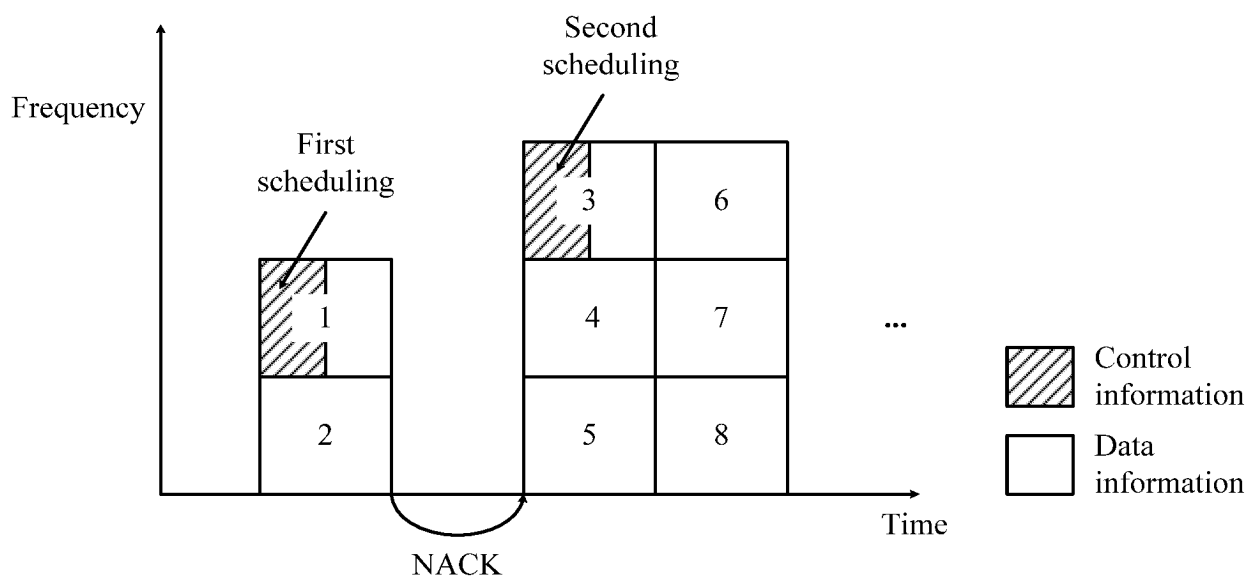 Second
scheduling
Frequency
First
scheduling
3
6
1
4
7
...
Control
information
2
5
8
Data
information
Time
NACK